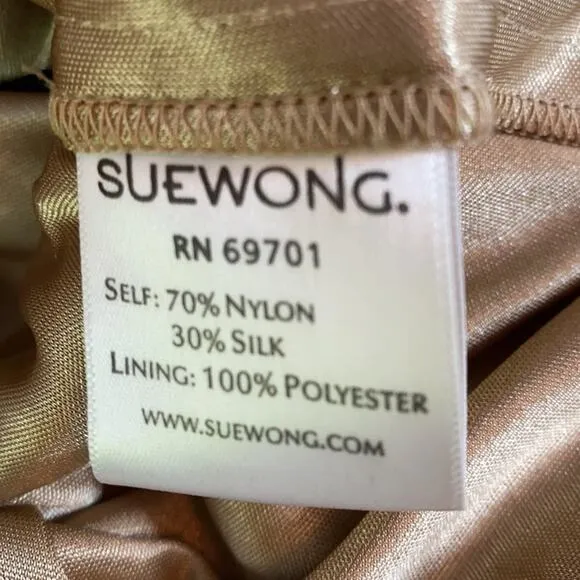 SUEWONG.
RN 69701
SELF: 70% NYLON
30% SILK
LINING: 100% POLYESTER
WWW.SUEWONG.COM